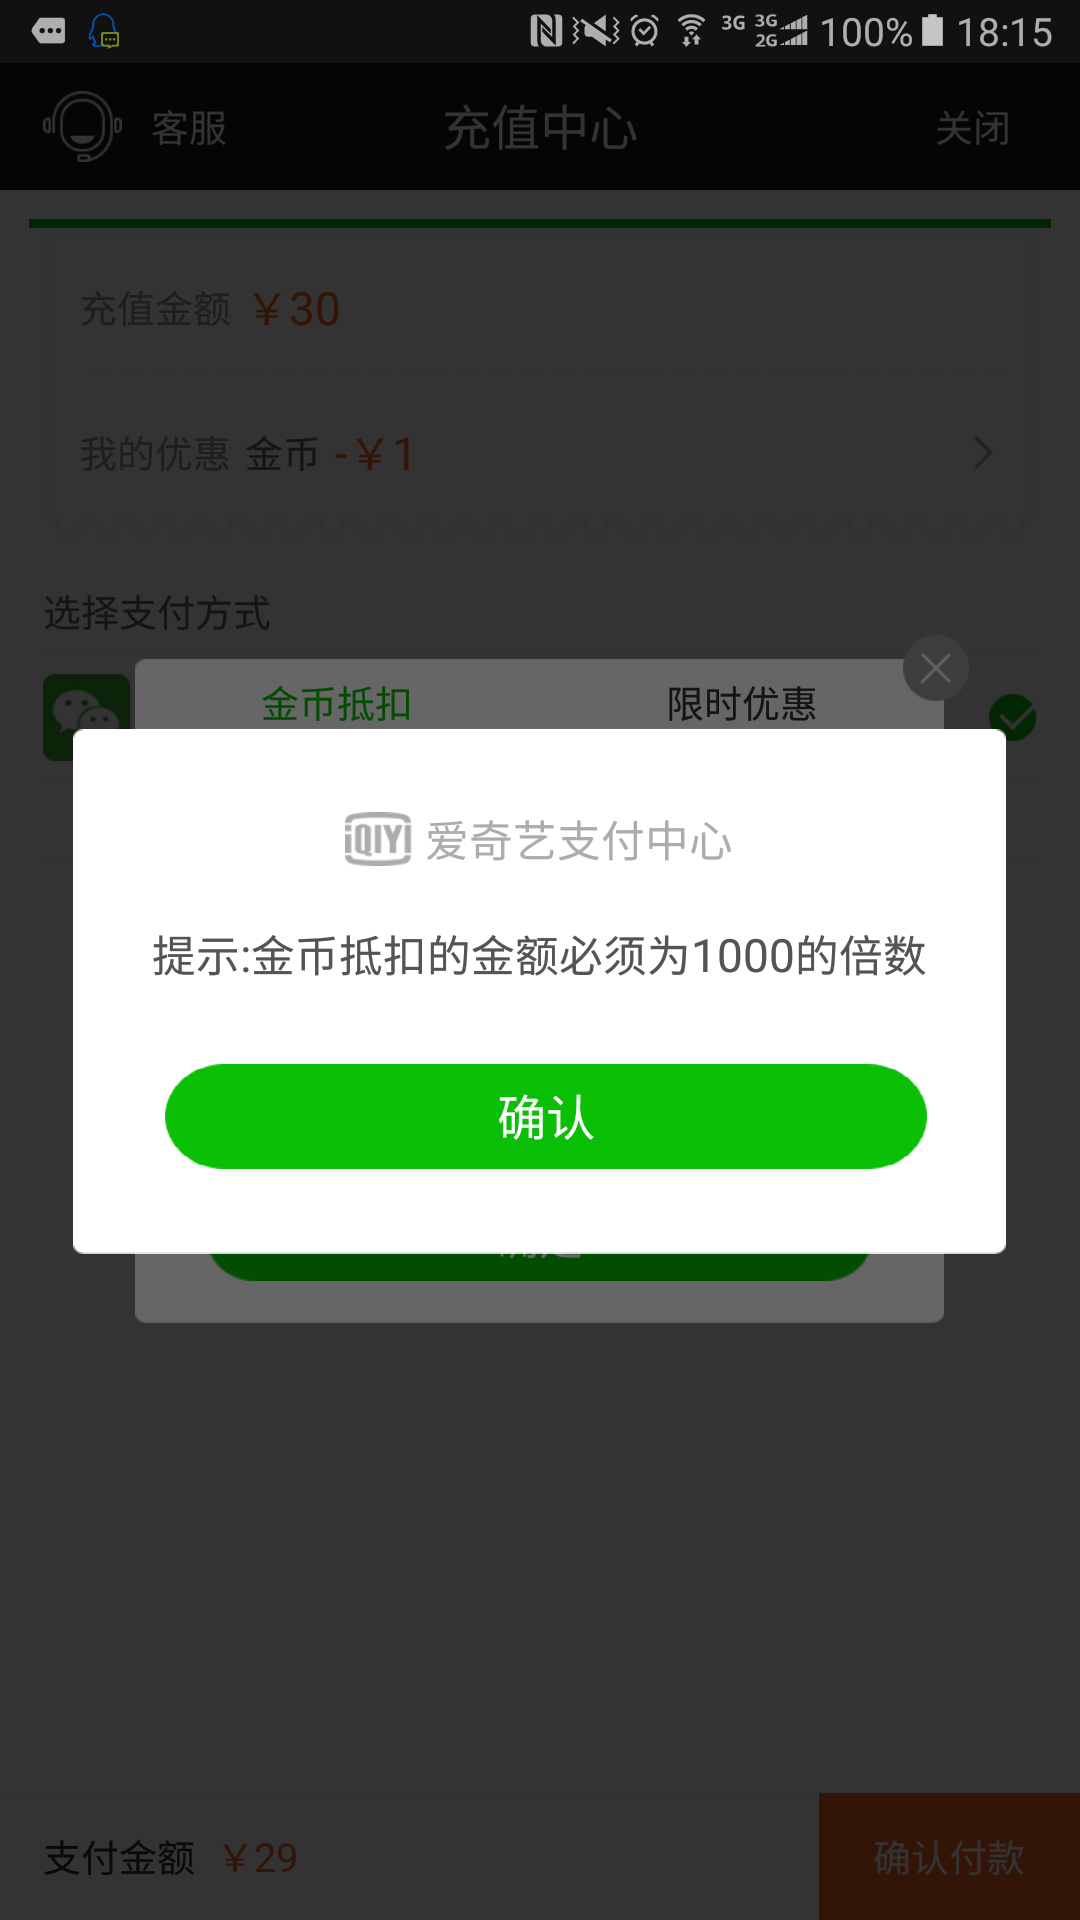 3G 3G 2G 100% 18:15
客服 充值中心 关闭
充值金额 ￥30
我的优惠 金币 -￥1
选择支付方式
金币抵扣 限时优惠
iQIYI 爱奇艺支付中心
提示:金币抵扣的金额必须为1000的倍数
确认
支付金额 ￥29 确认付款